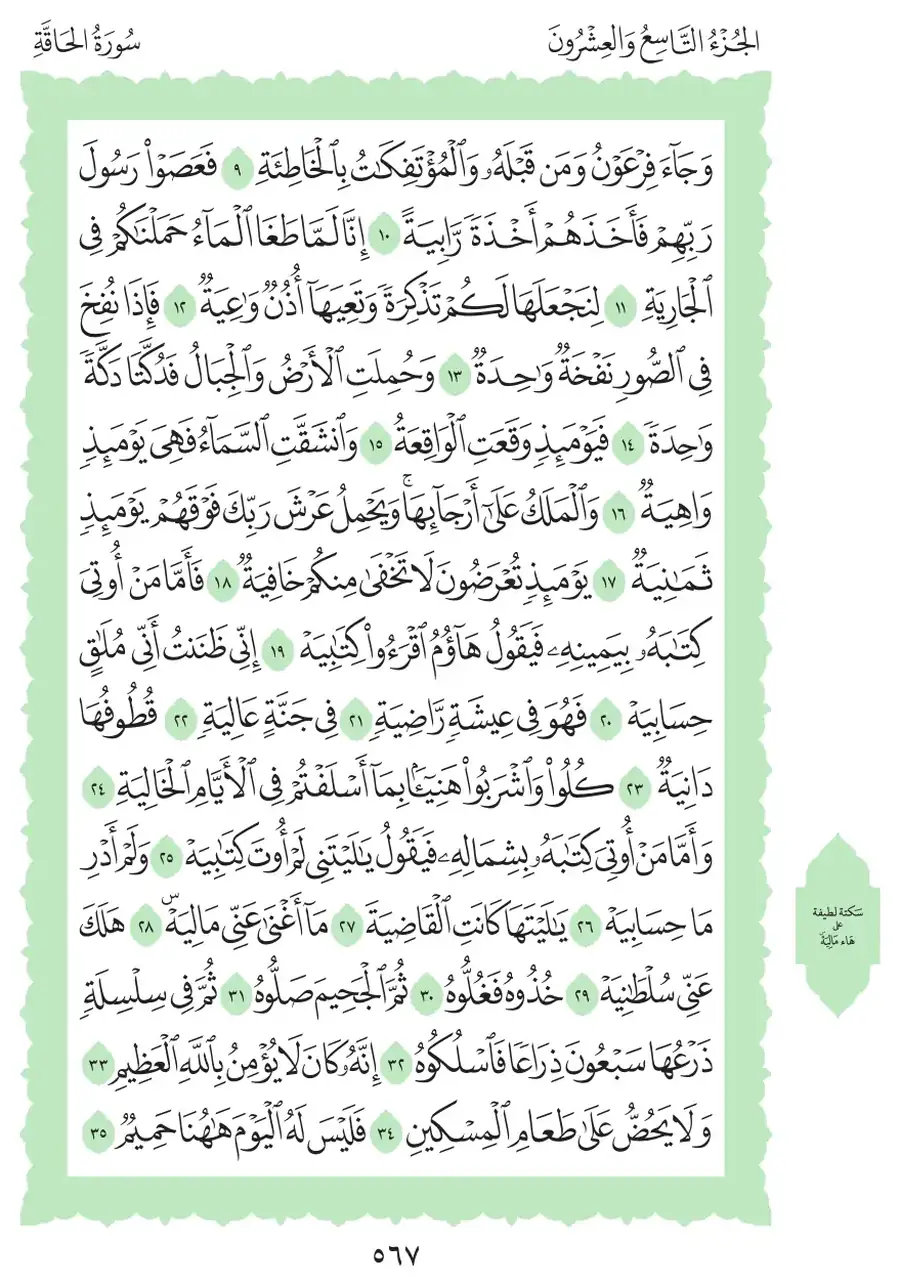 الجُزْءُ التَّاسِعُ وَالعِشْرُونَ
سُورَةُ الحَاقَّةِ
وَجَآءَ فِرْعَوْنُ وَمَن قَبْلَهُۥ وَٱلْمُؤْتَفِكَٰتُ بِٱلْخَاطِئَةِ ٩ فَعَصَوْا۟ رَسُولَ
رَبِّهِمْ فَأَخَذَهُمْ أَخْذَةً رَّابِيَةً ١٠ إِنَّا لَمَّا طَغَا ٱلْمَآءُ حَمَلْنَٰكُمْ فِى
ٱلْجَارِيَةِ ١١ لِنَجْعَلَهَا لَكُمْ تَذْكِرَةً وَتَعِيَهَآ أُذُنٌ وَٰعِيَةٌ ١٢ فَإِذَا نُفِخَ
فِى ٱلصُّورِ نَفْخَةٌ وَٰحِدَةٌ ١٣ وَحُمِلَتِ ٱلْأَرْضُ وَٱلْجِبَالُ فَدُكَّتَا دَكَّةً
وَٰحِدَةً ١٤ فَيَوْمَئِذٍ وَقَعَتِ ٱلْوَاقِعَةُ ١٥ وَٱنشَقَّتِ ٱلسَّمَآءُ فَهِىَ يَوْمَئِذٍ
وَاهِيَةٌ ١٦ وَٱلْمَلَكُ عَلَىٰٓ أَرْجَآئِهَا ۚ وَيَحْمِلُ عَرْشَ رَبِّكَ فَوْقَهُمْ يَوْمَئِذٍ
ثَمَٰنِيَةٌ ١٧ يَوْمَئِذٍ تُعْرَضُونَ لَا تَخْفَىٰ مِنكُمْ خَافِيَةٌ ١٨ فَأَمَّا مَنْ أُوتِىَ
كِتَٰبَهُۥ بِيَمِينِهِۦ فَيَقُولُ هَآؤُمُ ٱقْرَءُوا۟ كِتَٰبِيَهْ ١٩ إِنِّى ظَنَنتُ أَنِّى مُلَٰقٍ
حِسَابِيَهْ ٢٠ فَهُوَ فِى عِيشَةٍ رَّاضِيَةٍ ٢١ فِى جَنَّةٍ عَالِيَةٍ ٢٢ قُطُوفُهَا
دَانِيَةٌ ٢٣ كُلُوا۟ وَٱشْرَبُوا۟ هَنِيٓـًٔۢا بِمَآ أَسْلَفْتُمْ فِى ٱلْأَيَّامِ ٱلْخَالِيَةِ ٢٤
وَأَمَّا مَنْ أُوتِىَ كِتَٰبَهُۥ بِشِمَالِهِۦ فَيَقُولُ يَٰلَيْتَنِى لَمْ أُوتَ كِتَٰبِيَهْ ٢٥ وَلَمْ أَدْرِ
مَا حِسَابِيَهْ ٢٦ يَٰلَيْتَهَا كَانَتِ ٱلْقَاضِيَةَ ٢٧ مَآ أَغْنَىٰ عَنِّى مَالِيَهْ ۜ ٢٨ هَلَكَ
عَنِّى سُلْطَٰنِيَهْ ٢٩ خُذُوهُ فَغُلُّوهُ ٣٠ ثُمَّ ٱلْجَحِيمَ صَلُّوهُ ٣١ ثُمَّ فِى سِلْسِلَةٍ
ذَرْعُهَا سَبْعُونَ ذِرَاعًا فَٱسْلُكُوهُ ٣٢ إِنَّهُۥ كَانَ لَا يُؤْمِنُ بِٱللَّهِ ٱلْعَظِيمِ ٣٣
وَلَا يَحُضُّ عَلَىٰ طَعَامِ ٱلْمِسْكِينِ ٣٤ فَلَيْسَ لَهُ ٱلْيَوْمَ هَٰهُنَا حَمِيمٌ ٣٥
سَكتة لطيفة
على
هَاء مَالِيَهْۜ
٥٦٧